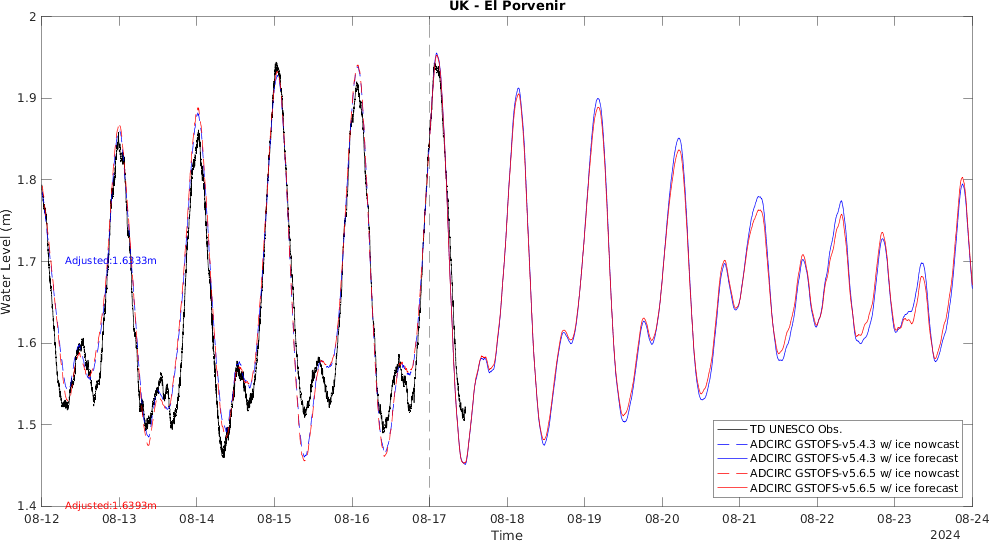 UK - El Porvenir
2
1.9
1.8
1.7
1.6
1.5
1.4
Water Level (m)
Adjusted:1.6333m
Adjusted:1.6393m
TD UNESCO Obs.
ADCIRC GSTOFS-v5.4.3 w/ ice nowcast
ADCIRC GSTOFS-v5.4.3 w/ ice forecast
ADCIRC GSTOFS-v5.6.5 w/ ice nowcast
ADCIRC GSTOFS-v5.6.5 w/ ice forecast
08-12 08-13 08-14 08-15 08-16 08-17 08-18 08-19 08-20 08-21 08-22 08-23 08-24
Time
2024